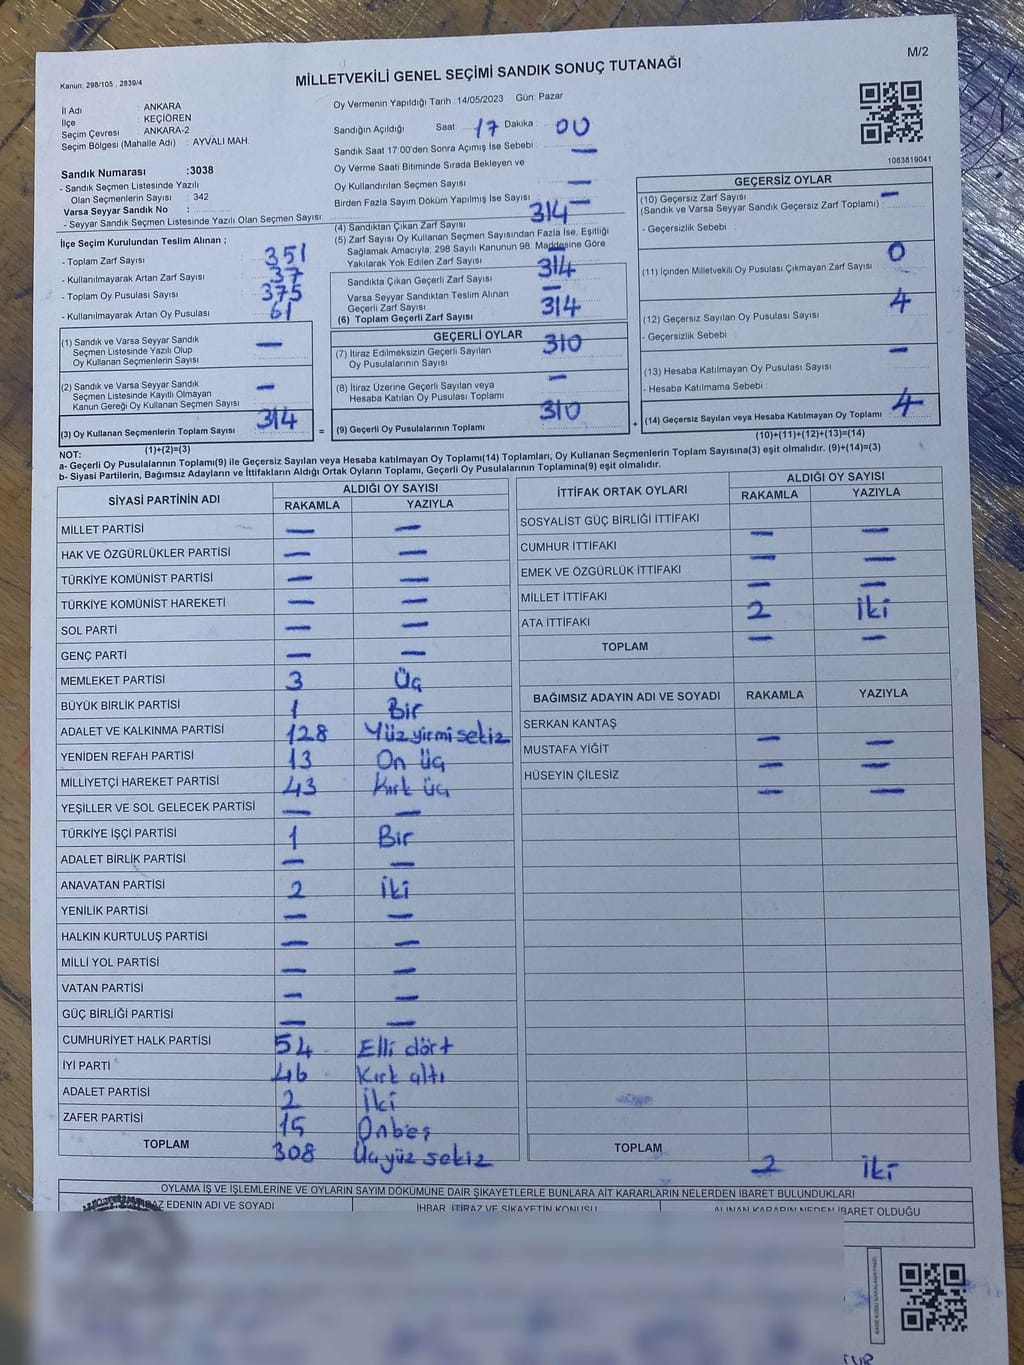 M/2
Kanun: 298/105 , 2839/4
MİLLETVEKİLİ GENEL SEÇİMİ SANDIK SONUÇ TUTANAĞI
İl Adı : ANKARA
İlçe : KEÇİÖREN
Seçim Çevresi : ANKARA-2
Seçim Bölgesi (Mahalle Adı) : AYVALI MAH.
Oy Vermenin Yapıldığı Tarih :14/05/2023 Gün: Pazar
Sandığın Açıldığı Saat : 17 Dakika : 00
Sandık Saat 17:00'den Sonra Açımış İse Sebebi : —
Oy Verme Saati Bitiminde Sırada Bekleyen ve
Oy Kullandırılan Seçmen Sayısı —
Birden Fazla Sayım Döküm Yapılmış İse Sayısı : —
1083819041
Sandık Numarası :3038
- Sandık Seçmen Listesinde Yazılı
Olan Seçmenlerin Sayısı : 342
Varsa Seyyar Sandık No :
- Seyyar Sandık Seçmen Listesinde Yazılı Olan Seçmen Sayısı:
İlçe Seçim Kurulundan Teslim Alınan ;
- Toplam Zarf Sayısı : 351
- Kullanılmayarak Artan Zarf Sayısı : 37
- Toplam Oy Pusulası Sayısı : 375
- Kullanılmayarak Artan Oy Pusulası : 61
(1) Sandık ve Varsa Seyyar Sandık
Seçmen Listesinde Yazılı Olup
Oy Kullanan Seçmenlerin Sayısı —
(2) Sandık ve Varsa Seyyar Sandık
Seçmen Listesinde Kayıtlı Olmayan
Kanun Gereği Oy Kullanan Seçmen Sayısı —
(3) Oy Kullanan Seçmenlerin Toplam Sayısı 314
(1)+(2)=(3)
(4) Sandıktan Çıkan Zarf Sayısı 314
(5) Zarf Sayısı Oy Kullanan Seçmen Sayısından Fazla İse, Eşitliği
Sağlamak Amacıyla; 298 Sayılı Kanunun 98. Maddesine Göre
Yakılarak Yok Edilen Zarf Sayısı —
Sandıkta Çıkan Geçerli Zarf Sayısı 314
Varsa Seyyar Sandıktan Teslim Alınan
Geçerli Zarf Sayısı —
(6) Toplam Geçerli Zarf Sayısı 314
GEÇERLİ OYLAR
(7) İtiraz Edilmeksizin Geçerli Sayılan
Oy Pusulalarının Sayısı 310
(8) İtiraz Üzerine Geçerli Sayılan veya
Hesaba Katılan Oy Pusulası Toplamı —
= (9) Geçerli Oy Pusulalarının Toplamı 310
GEÇERSİZ OYLAR
(10) Geçersiz Zarf Sayısı —
(Sandık ve Varsa Seyyar Sandık Geçersiz Zarf Toplamı) :
- Geçersizlik Sebebi :
(11) İçinden Milletvekili Oy Pusulası Çıkmayan Zarf Sayısı 0
(12) Geçersiz Sayılan Oy Pusulası Sayısı 4
- Geçersizlik Sebebi :
(13) Hesaba Katılmayan Oy Pusulası Sayısı —
- Hesaba Katılmama Sebebi :
+ (14) Geçersiz Sayılan veya Hesaba Katılmayan Oy Toplamı 4
(10)+(11)+(12)+(13)=(14)
NOT:
a- Geçerli Oy Pusulalarının Toplamı(9) ile Geçersiz Sayılan veya Hesaba Katılmayan Oy Toplamı(14) Toplamları, Oy Kullanan Seçmenlerin Toplam Sayısına(3) eşit olmalıdır. (9)+(14)=(3)
b- Siyasi Partilerin, Bağımsız Adayların ve İttifakların Aldığı Ortak Oyların Toplamı, Geçerli Oy Pusulalarının Toplamına(9) eşit olmalıdır.
SİYASİ PARTİNİN ADI ALDIĞI OY SAYISI
RAKAMLA YAZIYLA
MİLLET PARTİSİ — —
HAK VE ÖZGÜRLÜKLER PARTİSİ — —
TÜRKİYE KOMÜNİST PARTİSİ — —
TÜRKİYE KOMÜNİST HAREKETİ — —
SOL PARTİ — —
GENÇ PARTİ — —
MEMLEKET PARTİSİ 3 Üç
BÜYÜK BİRLİK PARTİSİ 1 Bir
ADALET VE KALKINMA PARTİSİ 128 Yüz yirmi sekiz
YENİDEN REFAH PARTİSİ 13 On üç
MİLLİYETÇİ HAREKET PARTİSİ 43 Kırk üç
YEŞİLLER VE SOL GELECEK PARTİSİ — —
TÜRKİYE İŞÇİ PARTİSİ 1 Bir
ADALET BİRLİK PARTİSİ — —
ANAVATAN PARTİSİ 2 İki
YENİLİK PARTİSİ — —
HALKIN KURTULUŞ PARTİSİ — —
MİLLİ YOL PARTİSİ — —
VATAN PARTİSİ — —
GÜÇ BİRLİĞİ PARTİSİ — —
CUMHURİYET HALK PARTİSİ 54 Elli dört
İYİ PARTİ 46 Kırk altı
ADALET PARTİSİ 2 İki
ZAFER PARTİSİ 15 Onbeş
TOPLAM 308 Üçyüz sekiz
İTTİFAK ORTAK OYLARI ALDIĞI OY SAYISI
RAKAMLA YAZIYLA
SOSYALİST GÜÇ BİRLİĞİ İTTİFAKI — —
CUMHUR İTTİFAKI — —
EMEK VE ÖZGÜRLÜK İTTİFAKI — —
MİLLET İTTİFAKI 2 İki
ATA İTTİFAKI — —
TOPLAM
BAĞIMSIZ ADAYIN ADI VE SOYADI RAKAMLA YAZIYLA
SERKAN KANTAŞ — —
MUSTAFA YİĞİT — —
HÜSEYİN ÇİLESİZ — —
TOPLAM 2 İki
OYLAMA İŞ VE İŞLEMLERİNE VE OYLARIN SAYIM DÖKÜMÜNE DAİR ŞİKAYETLERLE BUNLARA AİT KARARLARIN NELERDEN İBARET BULUNDUKLARI
AZ EDENİN ADI VE SOYADI İHBAR, İTİRAZ VE ŞİKAYETİN KONUSU ALINAN KARARIN NEDEN İBARET OLDUĞU